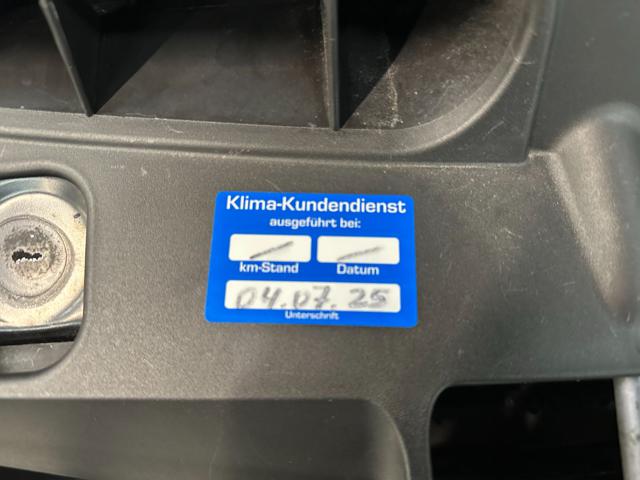 Klima-Kundendienst
ausgeführt bei:
km-Stand Datum
04.07.25
Unterschrift